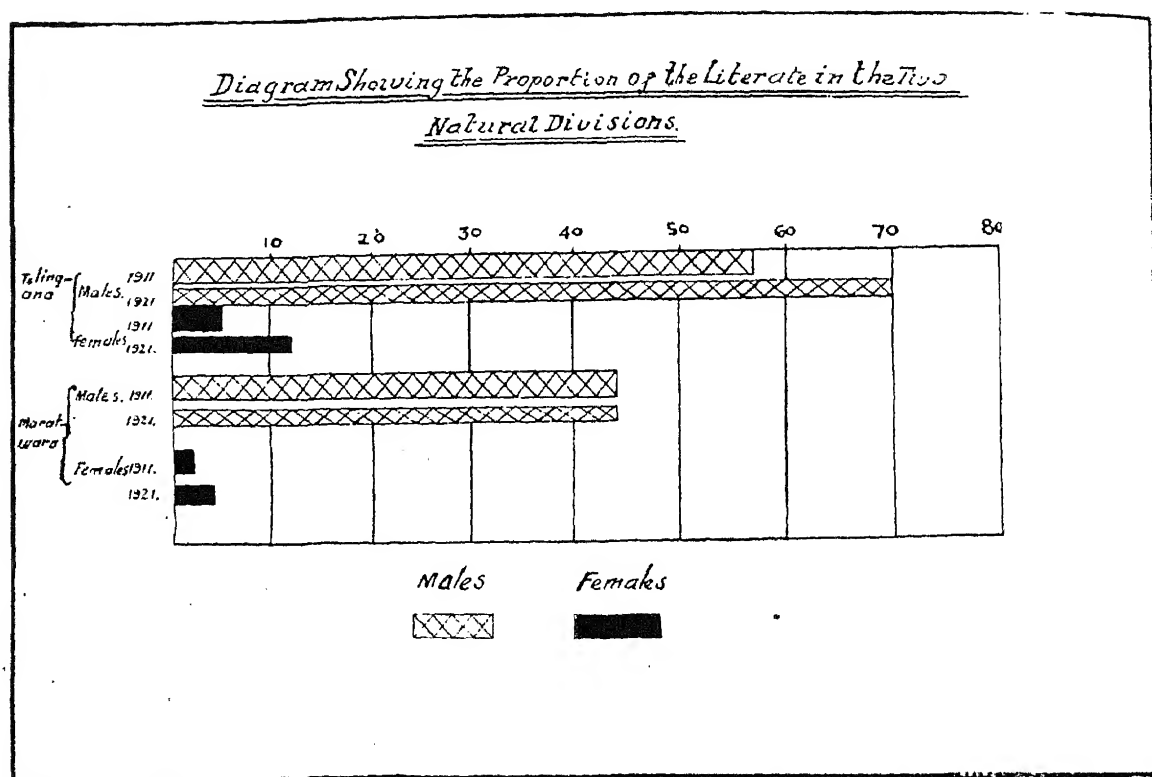 Diagram Showing the Proportion of the Literate in the Two
Natural Divisions.
10 20 30 40 50 60 70 80
Teling-
ana
Males. 1911
1921
1911
females 1921.
Marat-
wara
Males. 1911.
1921.
Females 1911.
1921.
Males Females